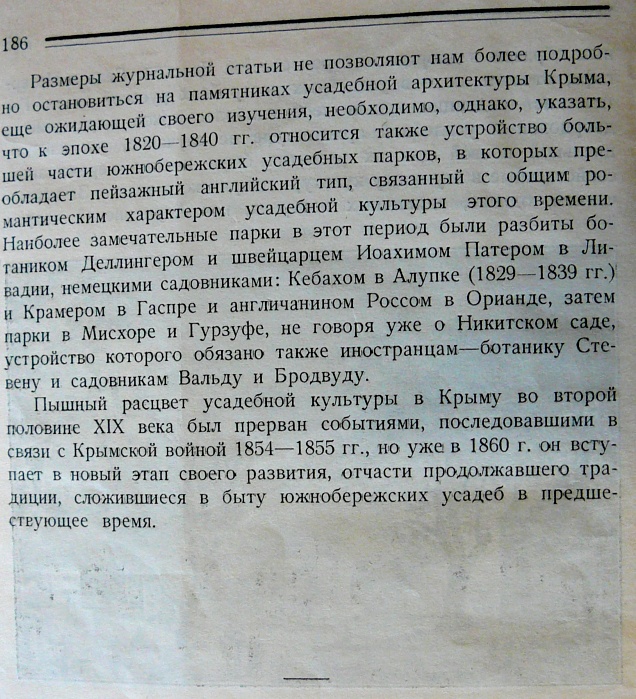 186
Размеры журнальной статьи не позволяют нам более подроб-
но остановиться на памятниках усадебной архитектуры Крыма,
еще ожидающей своего изучения, необходимо, однако, указать,
что к эпохе 1820—1840 гг. относится также устройство боль-
шей части южнобережских усадебных парков, в которых пре-
обладает пейзажный английский тип, связанный с общим ро-
мантическим характером усадебной культуры этого времени.
Наиболее замечательные парки в этот период были разбиты бо-
таником Деллингером и швейцарцем Иоахимом Патером в Ли-
вадии, немецкими садовниками: Кебахом в Алупке (1829—1839 гг.)
и Крамером в Гаспре и англичанином Россом в Орианде, затем
парки в Мисхоре и Гурзуфе, не говоря уже о Никитском саде,
устройство которого обязано также иностранцам—ботанику Сте-
вену и садовникам Вальду и Бродвуду.
Пышный расцвет усадебной культуры в Крыму во второй
половине XIX века был прерван событиями, последовавшими в
связи с Крымской войной 1854—1855 гг., но уже в 1860 г. он всту-
пает в новый этап своего развития, отчасти продолжавшего тра-
диции, сложившиеся в быту южнобережских усадеб в предше-
ствующее время.